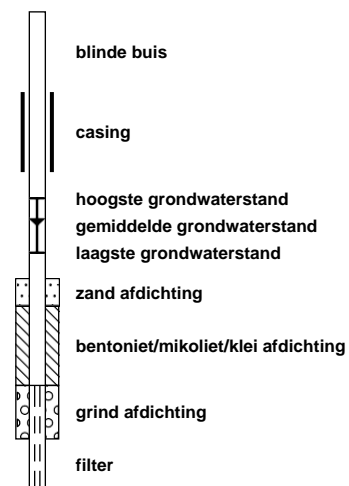 blinde buis
casing
hoogste grondwaterstand
gemiddelde grondwaterstand
laagste grondwaterstand
zand afdichting
bentoniet/mikoliet/klei afdichting
grind afdichting
filter